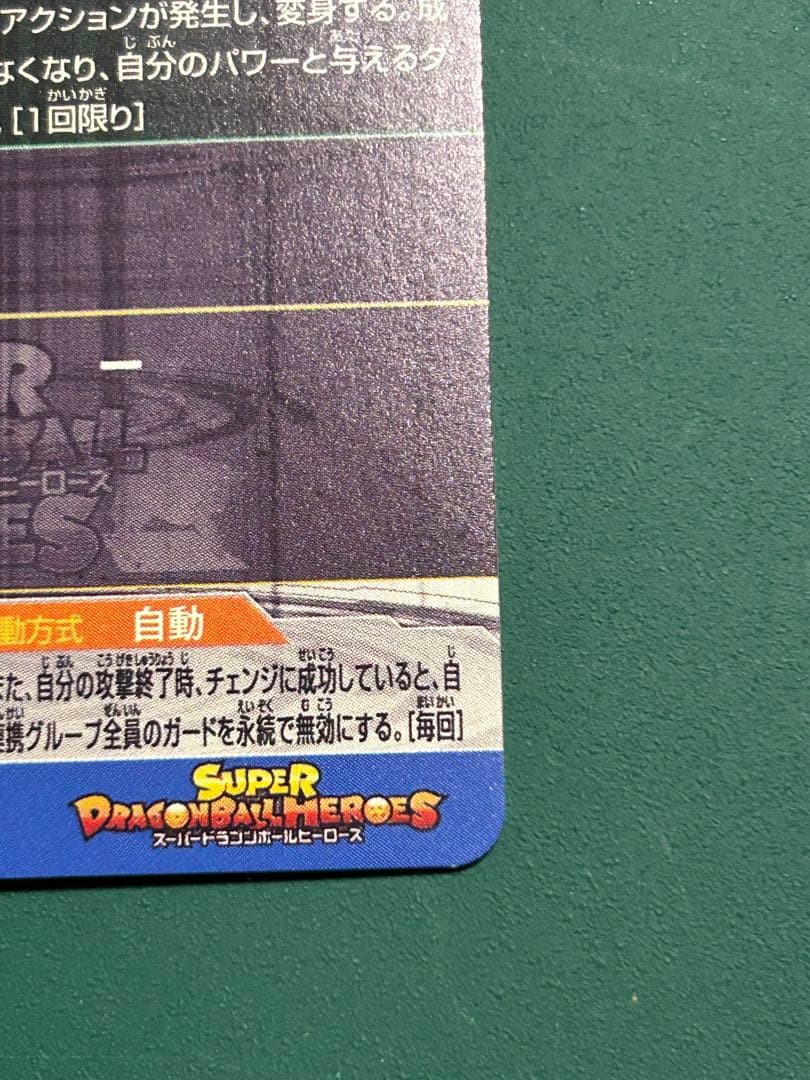 アクションが発生し、変身する。成
なくなり、自分のパワーと与えるダ
[1回限り]
ER
BALL
ヒーローズ
ES
動方式 自動
また、自分の攻撃終了時、チェンジに成功していると、自
連携グループ全員のガードを永続で無効にする。[毎回]
SUPER
DRAGONBALL HEROES
スーパードラゴンボールヒーローズ